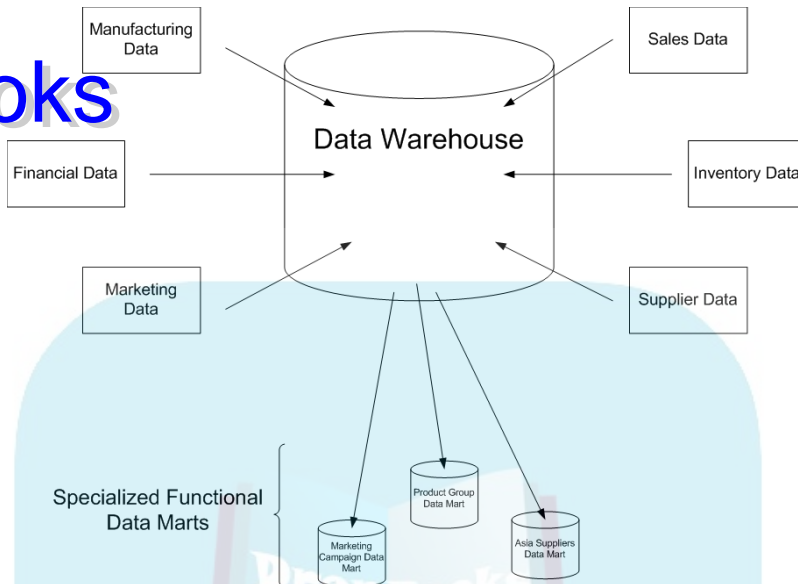 Manufacturing
Data
Sales Data
oks
Data Warehouse
Financial Data
Inventory Data
Marketing
Data
Supplier Data
Specialized Functional
Data Marts
Product Group
Data Mart
Marketing
Campaign Data
Mart
Asia Suppliers
Data Mart